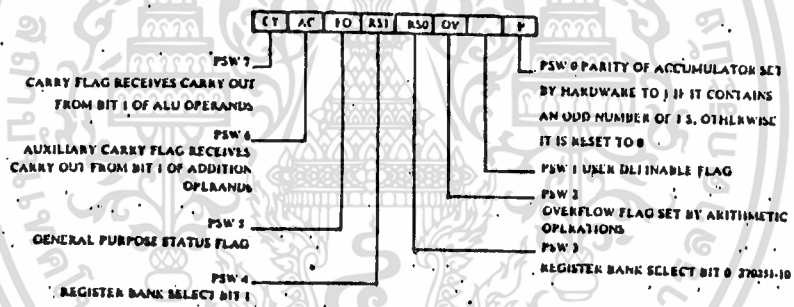 CY AC FO RS1 RS0 OV P
PSW 7
CARRY FLAG RECEIVES CARRY OUT
FROM BIT 1 OF ALU OPERANDS
PSW 6
AUXILIARY CARRY FLAG RECEIVES
CARRY OUT FROM BIT 1 OF ADDITION
OPERANDS
PSW 5
GENERAL PURPOSE STATUS FLAG
PSW 4
REGISTER BANK SELECT BIT 1
PSW 0 PARITY OF ACCUMULATOR SET
BY HARDWARE TO 1 IF IT CONTAINS
AN ODD NUMBER OF 1 S, OTHERWISE
IT IS RESET TO 0
PSW 1 USER DEFINABLE FLAG
PSW 2
OVERFLOW FLAG SET BY ARITHMETIC
OPERATIONS
PSW 3
REGISTER BANK SELECT BIT 0 270251-10